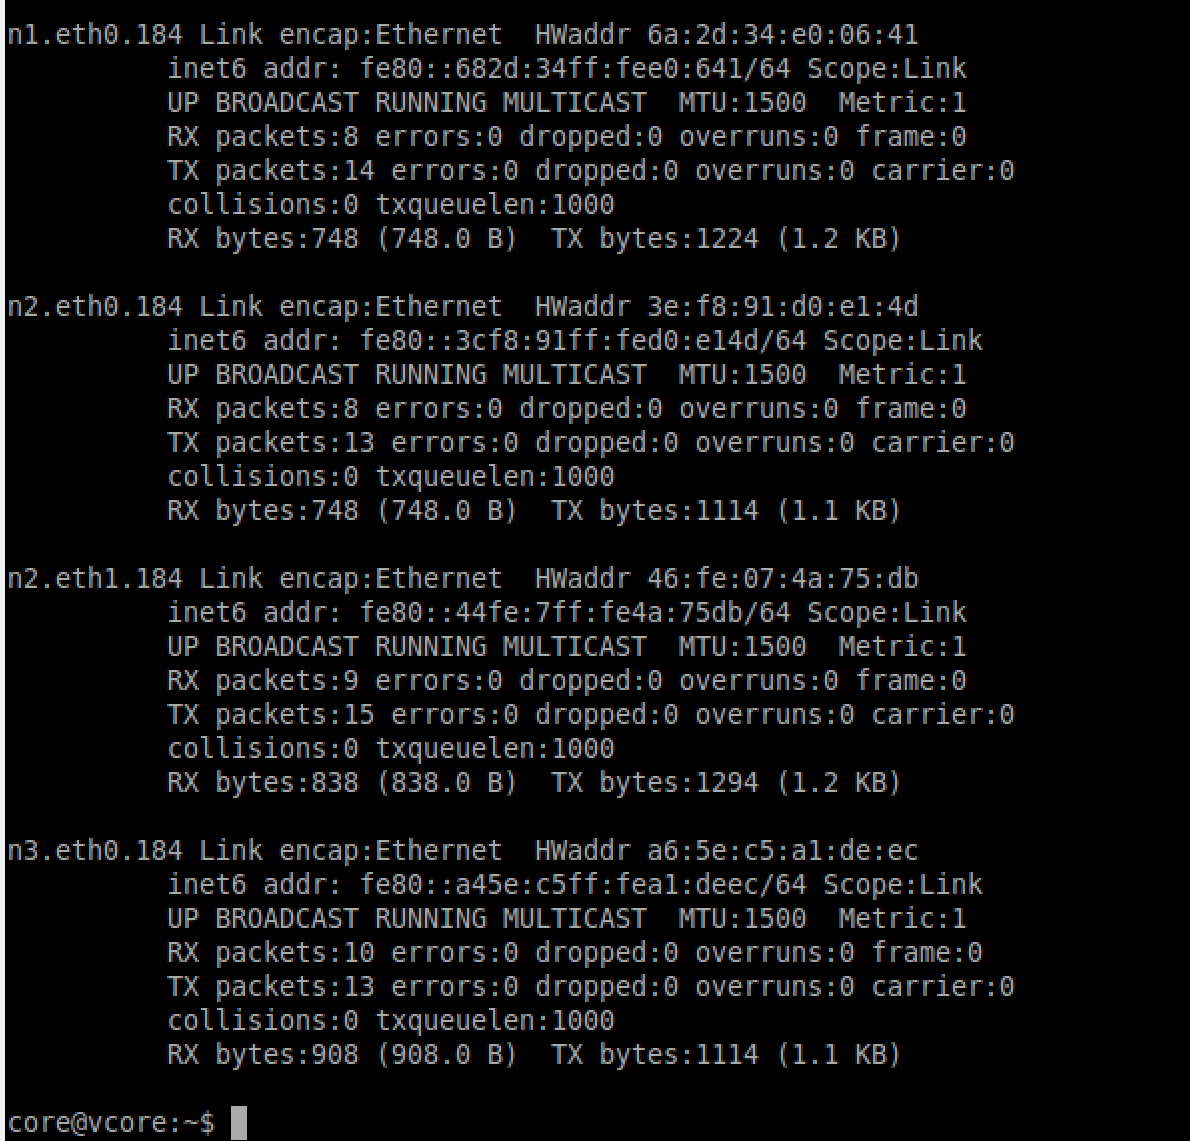 n1.eth0.184 Link encap:Ethernet  HWaddr 6a:2d:34:e0:06:41
          inet6 addr: fe80::682d:34ff:fee0:641/64 Scope:Link
          UP BROADCAST RUNNING MULTICAST  MTU:1500  Metric:1
          RX packets:8 errors:0 dropped:0 overruns:0 frame:0
          TX packets:14 errors:0 dropped:0 overruns:0 carrier:0
          collisions:0 txqueuelen:1000
          RX bytes:748 (748.0 B)  TX bytes:1224 (1.2 KB)

n2.eth0.184 Link encap:Ethernet  HWaddr 3e:f8:91:d0:e1:4d
          inet6 addr: fe80::3cf8:91ff:fed0:e14d/64 Scope:Link
          UP BROADCAST RUNNING MULTICAST  MTU:1500  Metric:1
          RX packets:8 errors:0 dropped:0 overruns:0 frame:0
          TX packets:13 errors:0 dropped:0 overruns:0 carrier:0
          collisions:0 txqueuelen:1000
          RX bytes:748 (748.0 B)  TX bytes:1114 (1.1 KB)

n2.eth1.184 Link encap:Ethernet  HWaddr 46:fe:07:4a:75:db
          inet6 addr: fe80::44fe:7ff:fe4a:75db/64 Scope:Link
          UP BROADCAST RUNNING MULTICAST  MTU:1500  Metric:1
          RX packets:9 errors:0 dropped:0 overruns:0 frame:0
          TX packets:15 errors:0 dropped:0 overruns:0 carrier:0
          collisions:0 txqueuelen:1000
          RX bytes:838 (838.0 B)  TX bytes:1294 (1.2 KB)

n3.eth0.184 Link encap:Ethernet  HWaddr a6:5e:c5:a1:de:ec
          inet6 addr: fe80::a45e:c5ff:fea1:deec/64 Scope:Link
          UP BROADCAST RUNNING MULTICAST  MTU:1500  Metric:1
          RX packets:10 errors:0 dropped:0 overruns:0 frame:0
          TX packets:13 errors:0 dropped:0 overruns:0 carrier:0
          collisions:0 txqueuelen:1000
          RX bytes:908 (908.0 B)  TX bytes:1114 (1.1 KB)

core@vcore:~$